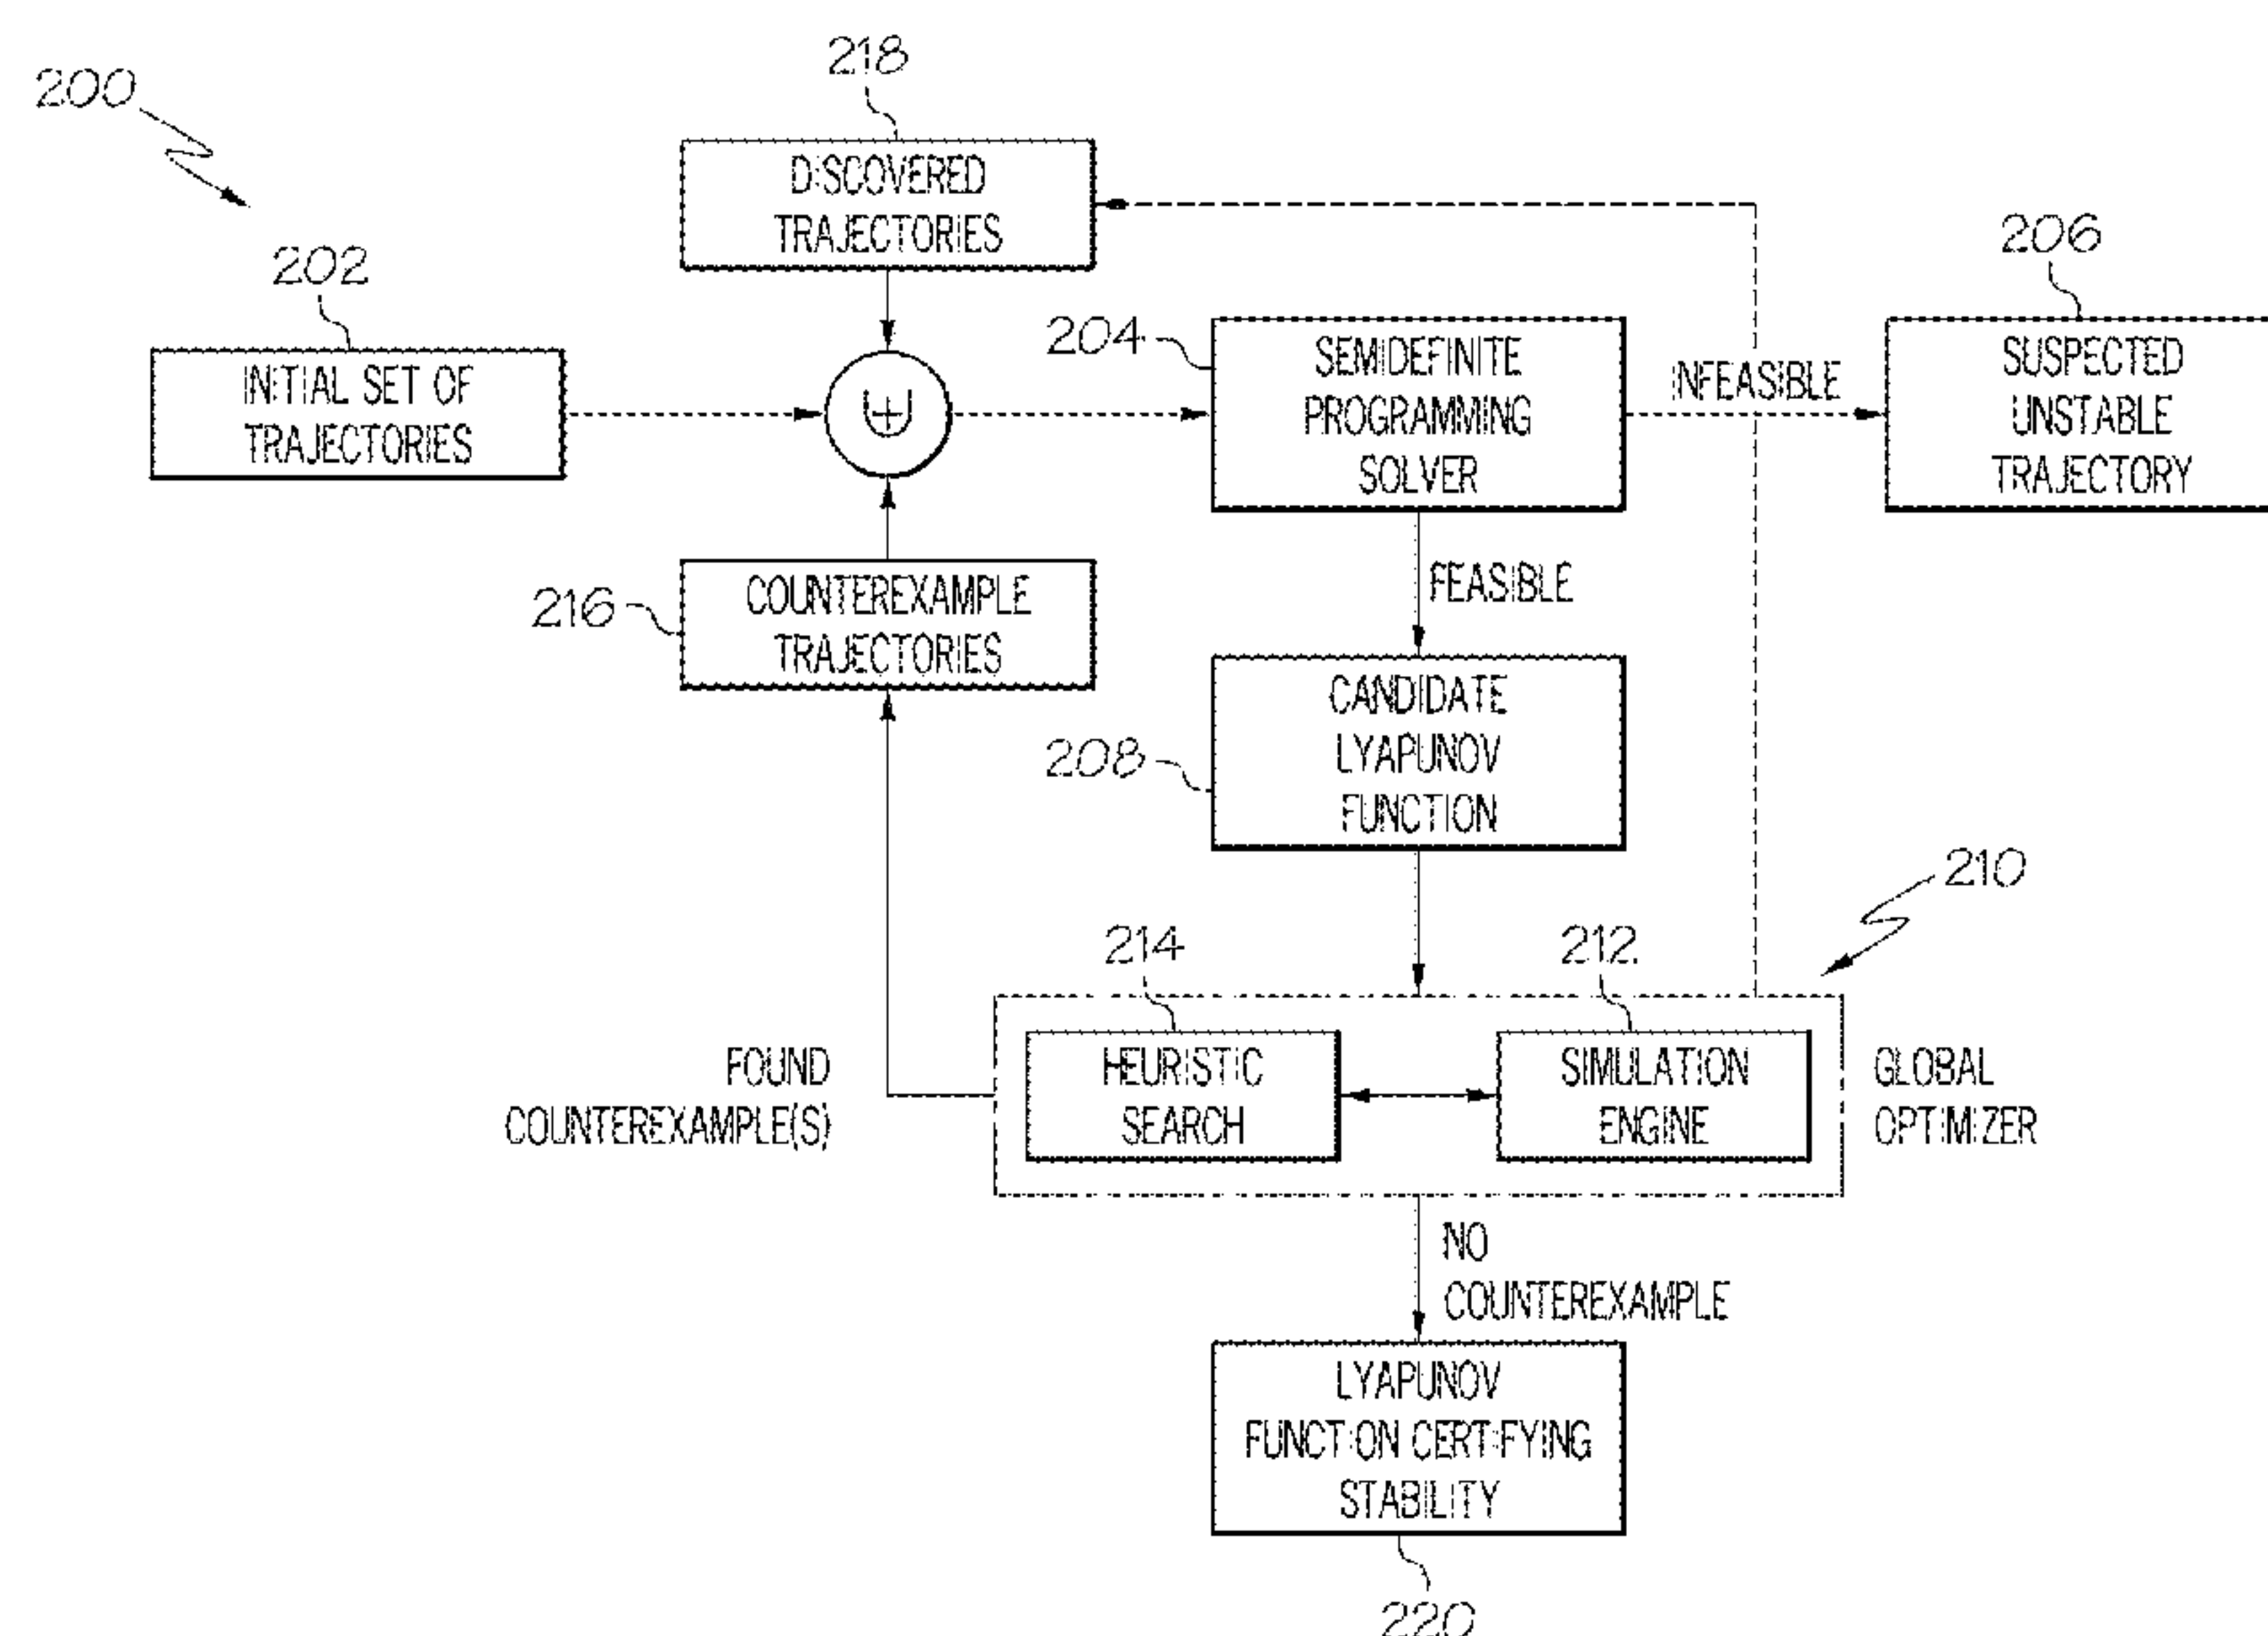 200
218
DISCOVERED
TRAJECTORIES
202
INITIAL SET OF
TRAJECTORIES
204
SEMIDEFINITE
PROGRAMMING
SOLVER
INFEASIBLE
206
SUSPECTED
UNSTABLE
TRAJECTORY
216
COUNTEREXAMPLE
TRAJECTORIES
FEASIBLE
208
CANDIDATE
LYAPUNOV
FUNCTION
210
214
HEURISTIC
SEARCH
212
SIMULATION
ENGINE
FOUND
COUNTEREXAMPLE(S)
GLOBAL
OPTIMIZER
NO
COUNTEREXAMPLE
LYAPUNOV
FUNCTION CERTIFYING
STABILITY
220